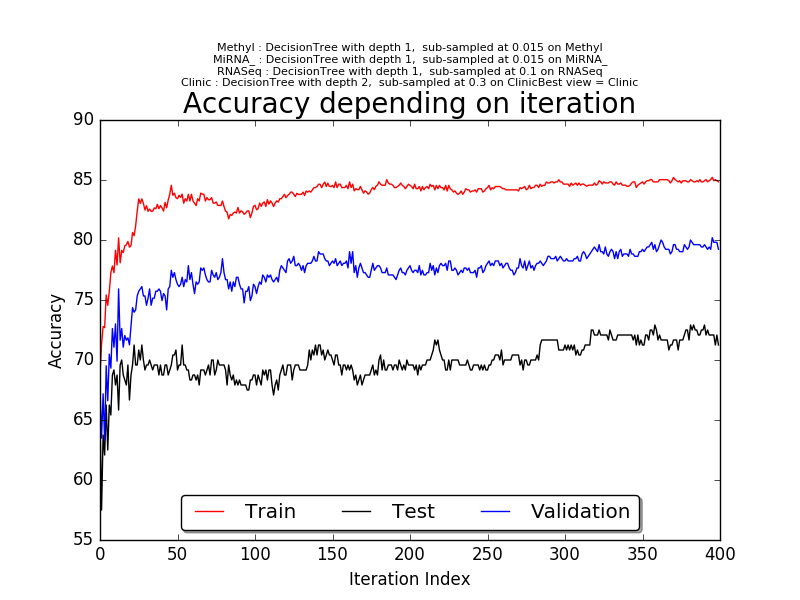 Methyl : DecisionTree with depth 1,  sub-sampled at 0.015 on Methyl
MiRNA_ : DecisionTree with depth 1,  sub-sampled at 0.015 on MiRNA_
RNASeq : DecisionTree with depth 1,  sub-sampled at 0.1 on RNASeq
Clinic : DecisionTree with depth 2,  sub-sampled at 0.3 on ClinicBest view = Clinic
Accuracy depending on iteration
90
85
80
75
70
65
60
55
Accuracy
Train Test Validation
0 50 100 150 200 250 300 350 400
Iteration Index